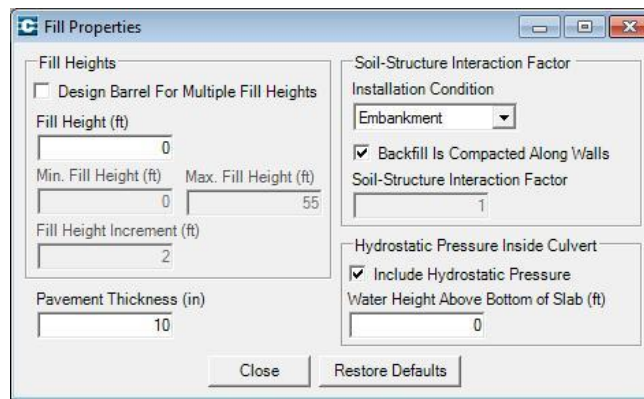 Fill Properties
Fill Heights
Design Barrel For Multiple Fill Heights
Fill Height (ft)
0
Min. Fill Height (ft) Max. Fill Height (ft)
0 55
Fill Height Increment (ft)
2
Pavement Thickness (in)
10
Soil-Structure Interaction Factor
Installation Condition
Embankment
Backfill Is Compacted Along Walls
Soil-Structure Interaction Factor
1
Hydrostatic Pressure Inside Culvert
Include Hydrostatic Pressure
Water Height Above Bottom of Slab (ft)
0
Close Restore Defaults